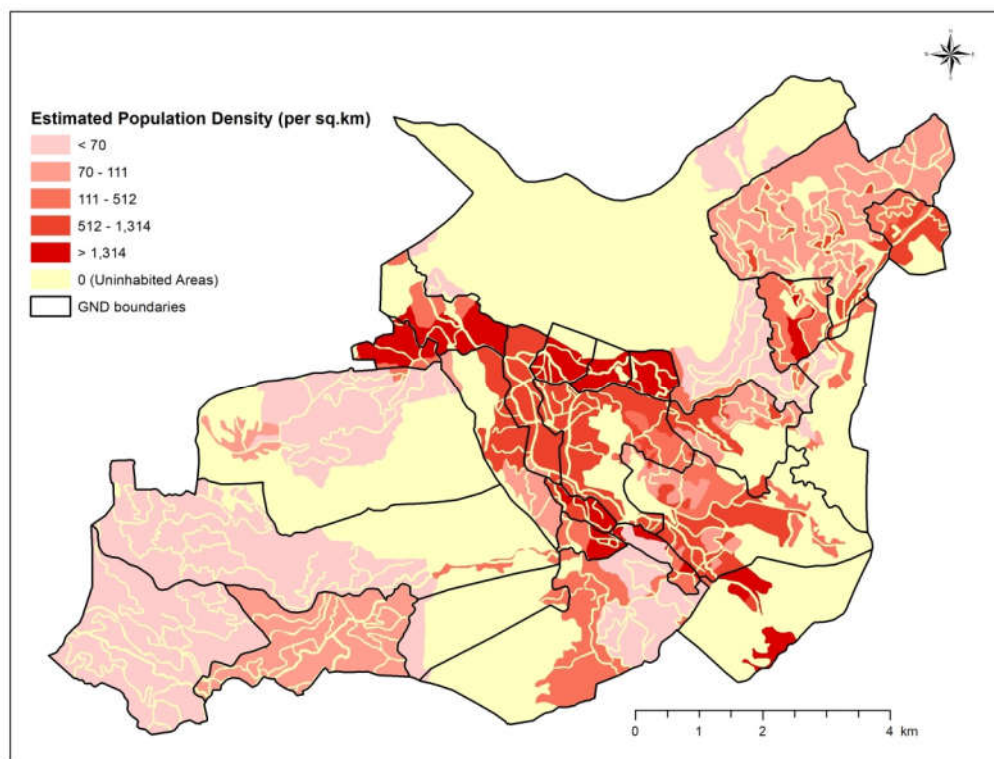 Estimated Population Density (per sq.km)
< 70
70 - 111
111 - 512
512 - 1,314
> 1,314
0 (Uninhabited Areas)
GND boundaries
0 1 2 4 km